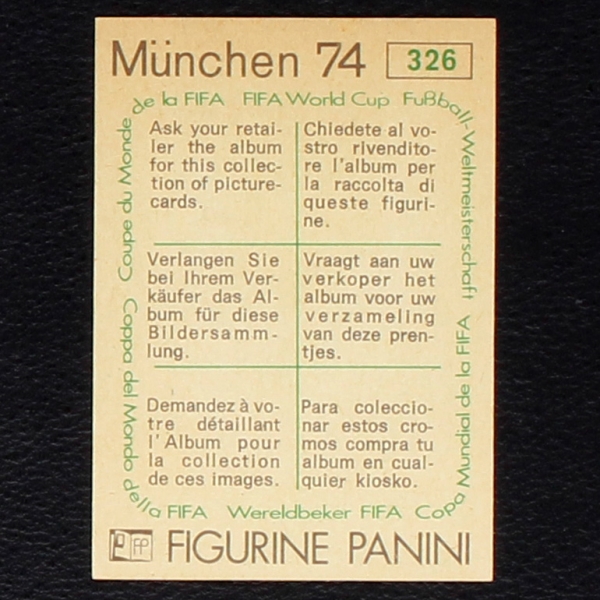 München 74 326
de la FIFA FIFA World Cup Fußball-Weltmeisterschaft
Ask your retai-
ler the album
for this collec-
tion of picture-
cards.
Chiedete al vo-
stro rivendito-
re l'album per
la raccolta di
queste figuri-
ne.
Verlangen Sie
bei Ihrem Ver-
käufer das Al-
bum für diese
Bildersamm-
lung.
Vraagt aan uw
verkoper het
album voor uw
verzameling
van deze pren-
tjes.
Demandez à vo-
tre détaillant
l'Album pour
la collection
de ces images.
Para coleccio-
nar estos cro-
mos compra tu
album en cual-
quier kiosko.
Coupe du Monde
Coppa del Mondo
della FIFA Wereldbeker FIFA Copa Mundial de la FIFA
FP FIGURINE PANINI